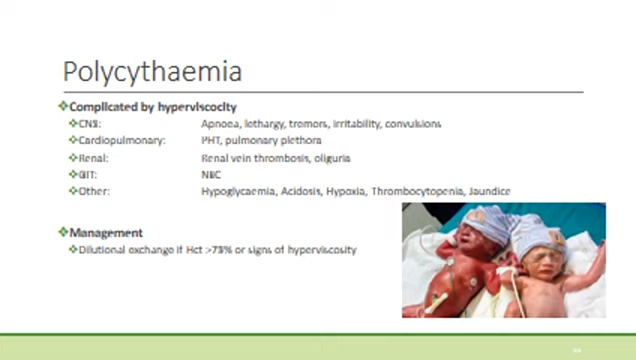 Polycythaemia
❖Complicated by hyperviscocity
❖CNS: Apnoea, lethargy, tremors, irritability, convulsions
❖Cardiopulmonary: PHT, pulmonary plethora
❖Renal: Renal vein thrombosis, oliguria
❖GIT: NEC
❖Other: Hypoglycaemia, Acidosis, Hypoxia, Thrombocytopenia, Jaundice
❖Management
❖Dilutional exchange if Hct >75% or signs of hyperviscosity